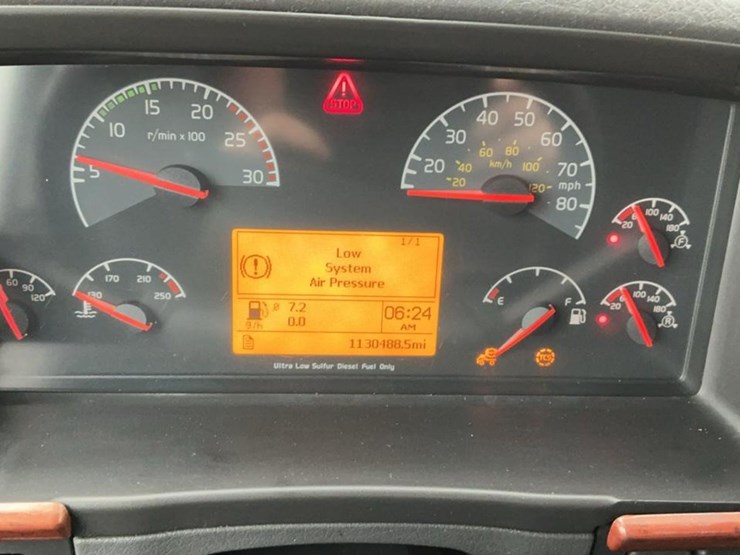 STOP
5
10
15
20
25
30
r/min x 100
20
30
40
50
60
70
80
mph
20
40
60
80
100
120
km/h
1/1
Low
System
Air Pressure
7.2
g/h 0.0
06:24
AM
1130488.5mi
Ultra Low Sulfur Diesel Fuel Only
60
90
120
170
210
250
E
F
20
100
140
180
F
20
100
140
180
R